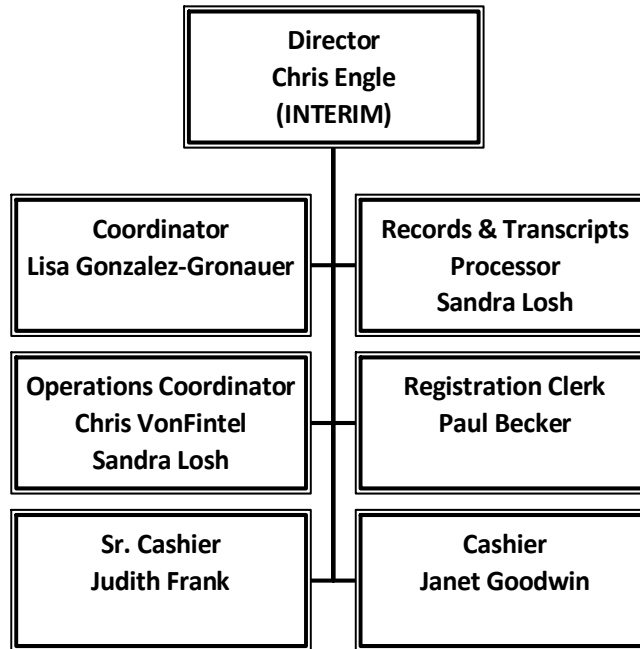 Director
Chris Engle
(INTERIM)
Coordinator
Lisa Gonzalez-Gronauer
Records & Transcripts
Processor
Sandra Losh
Operations Coordinator
Chris VonFintel
Sandra Losh
Registration Clerk
Paul Becker
Sr. Cashier
Judith Frank
Cashier
Janet Goodwin